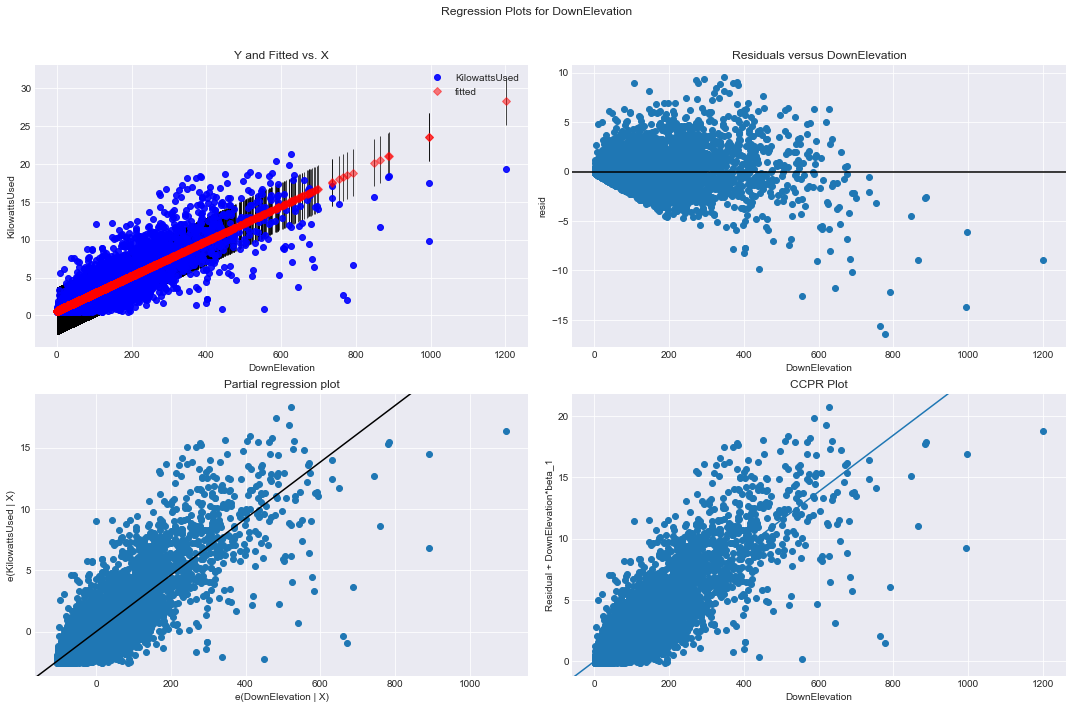 Regression Plots for DownElevation
Y and Fitted vs. X
KilowattsUsed
fitted
30
25
20
15
10
5
0
KilowattsUsed
0 200 400 600 800 1000 1200
DownElevation
Residuals versus DownElevation
10
5
0
−5
−10
−15
resid
0 200 400 600 800 1000 1200
DownElevation
Partial regression plot
15
10
5
0
e(KilowattsUsed | X)
0 200 400 600 800 1000
e(DownElevation | X)
CCPR Plot
20
15
10
5
0
Residual + DownElevation*beta_1
0 200 400 600 800 1000 1200
DownElevation